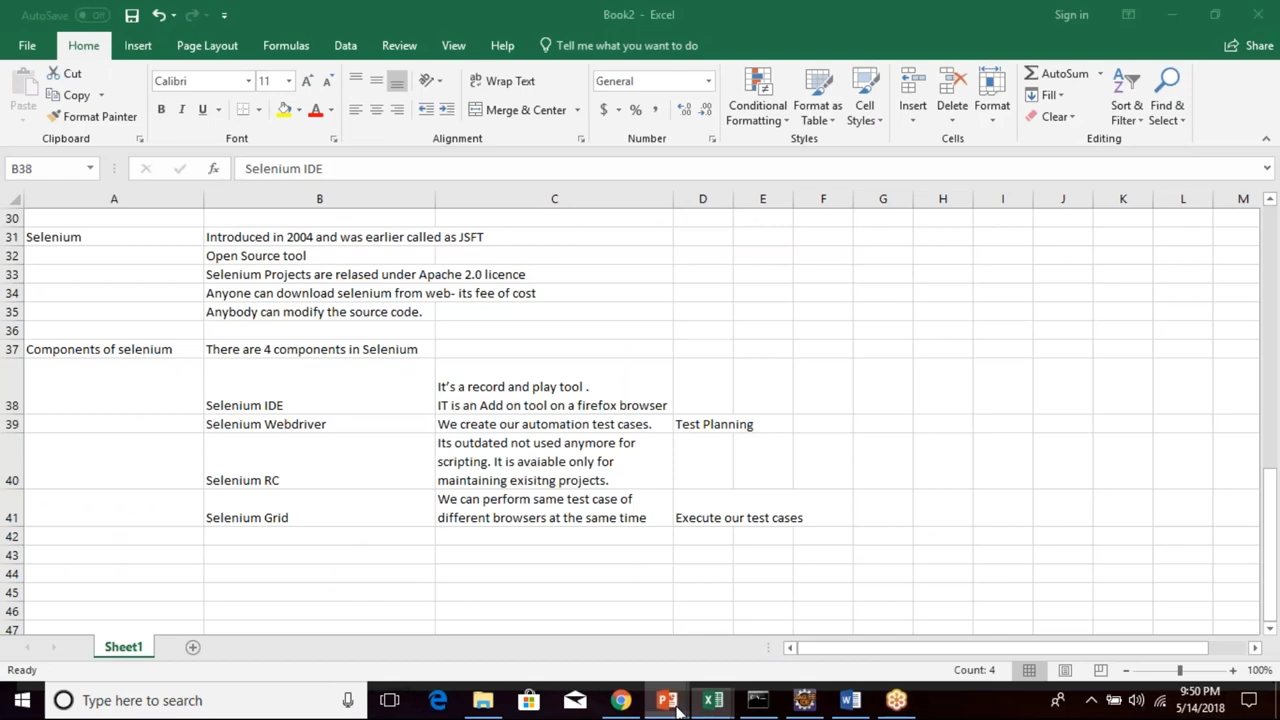 AutoSave Off
Book2 - Excel
Sign in
File Home Insert Page Layout Formulas Data Review View Help Tell me what you want to do Share
Paste
Cut
Copy
Format Painter
Clipboard
Calibri 11
B I U
Font
Wrap Text
Merge & Center
Alignment
General
$ % ,
Number
Conditional Formatting
Format as Table
Cell Styles
Styles
Insert Delete Format
Cells
AutoSum
Fill
Clear
Sort & Filter
Find & Select
Editing
B38 fx Selenium IDE
A B C D E F G H I J K L M
30
31 Selenium Introduced in 2004 and was earlier called as JSFT
32 Open Source tool
33 Selenium Projects are relased under Apache 2.0 licence
34 Anyone can download selenium from web- its fee of cost
35 Anybody can modify the source code.
36
37 Components of selenium There are 4 components in Selenium
It's a record and play tool .
38 Selenium IDE IT is an Add on tool on a firefox browser
39 Selenium Webdriver We create our automation test cases. Test Planning
Its outdated not used anymore for
scripting. It is avaiable only for
40 Selenium RC maintaining exisitng projects.
We can perform same test case of
41 Selenium Grid different browsers at the same time Execute our test cases
42
43
44
45
46
47
Sheet1
Ready Count: 4 100%
Type here to search
9:50 PM
5/14/2018